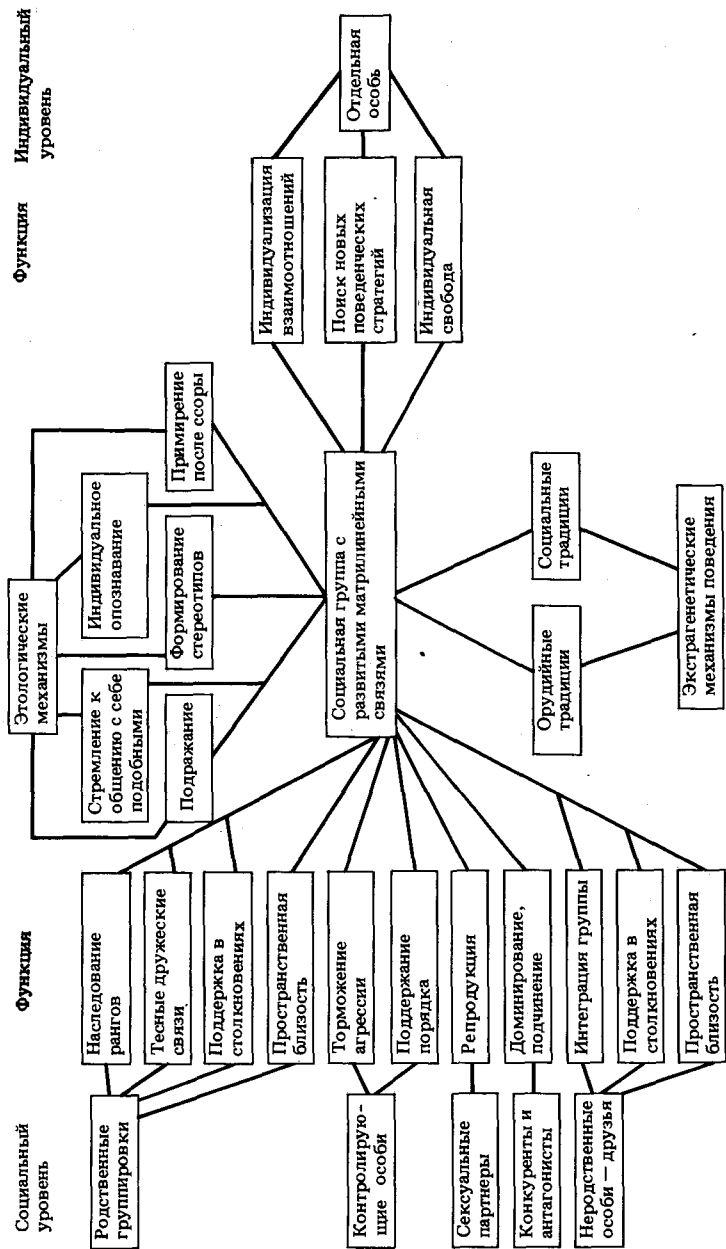 Социальный
уровень
Функция
Функция
Индивидуальный
уровень
Родственные
группировки
Контролирую-
щие особи
Сексуальные
партнеры
Конкуренты и
антагонисты
Неродственные
особи — друзья
Наследование
рангов
Тесные дружеские
связи
Поддержка в
столкновениях
Пространственная
близость
Торможение
агрессии
Поддержание
порядка
Репродукция
Доминирование,
подчинение
Интеграция группы
Поддержка в
столкновениях
Пространственная
близость
Этологические
механизмы
Стремление к
общению с себе
подобными
Индивидуальное
опознавание
Подражание
Формирование
стереотипов
Примирение
после ссоры
Социальная группа с
развитыми матрилинейными
связями
Орудийные
традиции
Социальные
традиции
Экстрагенетические
механизмы поведения
Индивидуализация
взаимоотношений
Поиск новых
поведенческих
стратегий
Индивидуальная
свобода
Отдельная
особь